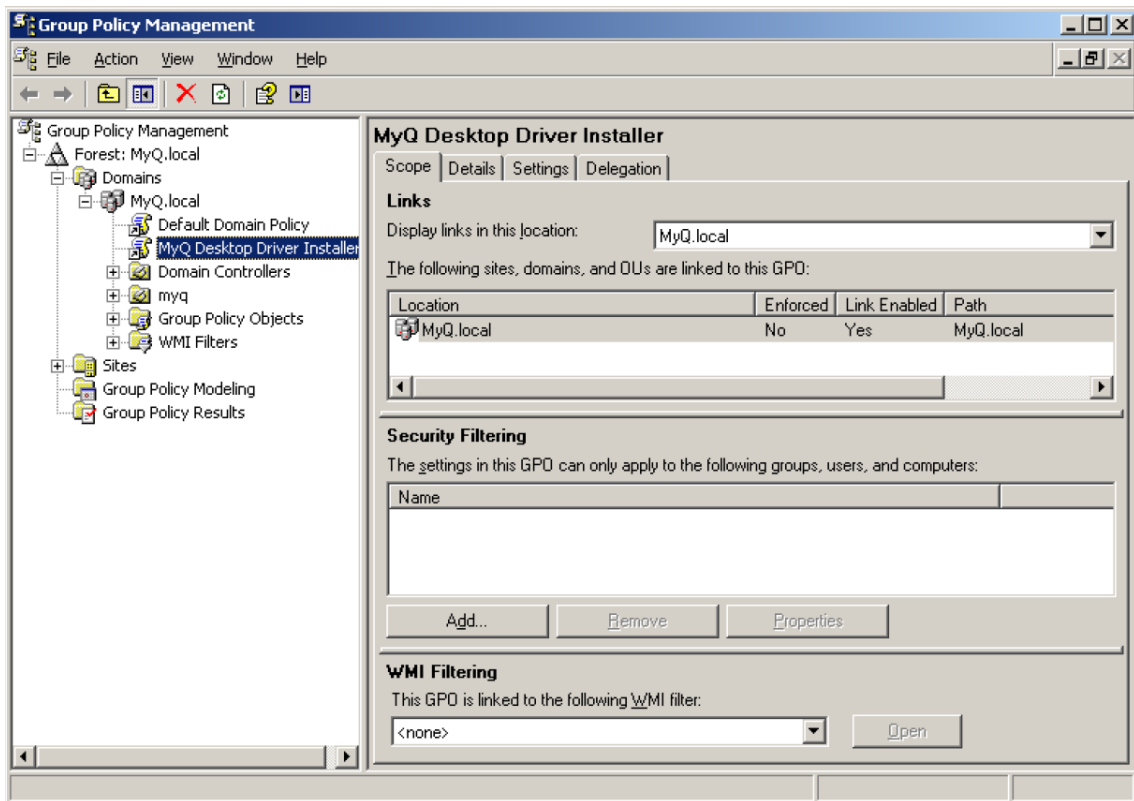 Group Policy Management
File Action View Window Help
Group Policy Management
Forest: MyQ.local
Domains
MyQ.local
Default Domain Policy
MyQ Desktop Driver Installer
Domain Controllers
myq
Group Policy Objects
WMI Filters
Sites
Group Policy Modeling
Group Policy Results
MyQ Desktop Driver Installer
Scope Details Settings Delegation
Links
Display links in this location: MyQ.local
The following sites, domains, and OUs are linked to this GPO:
Location Enforced Link Enabled Path
MyQ.local No Yes MyQ.local
Security Filtering
The settings in this GPO can only apply to the following groups, users, and computers:
Name
Add... Remove Properties
WMI Filtering
This GPO is linked to the following WMI filter:
<none> Open